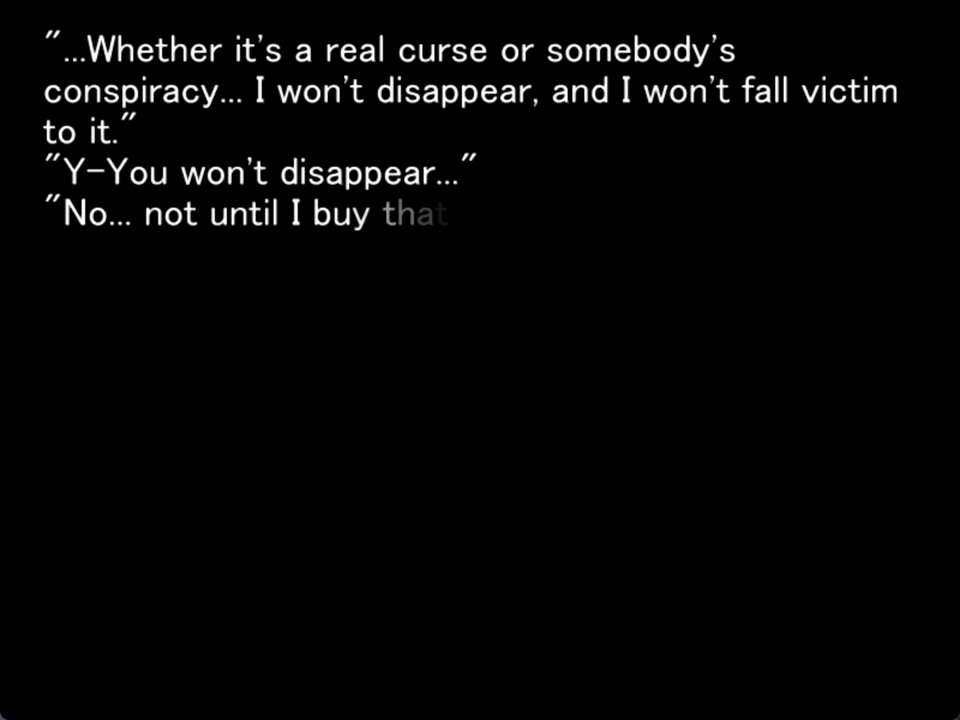 "...Whether it's a real curse or somebody's
conspiracy... I won't disappear, and I won't fall victim
to it."
"Y-You won't disappear..."
"No... not until I buy that